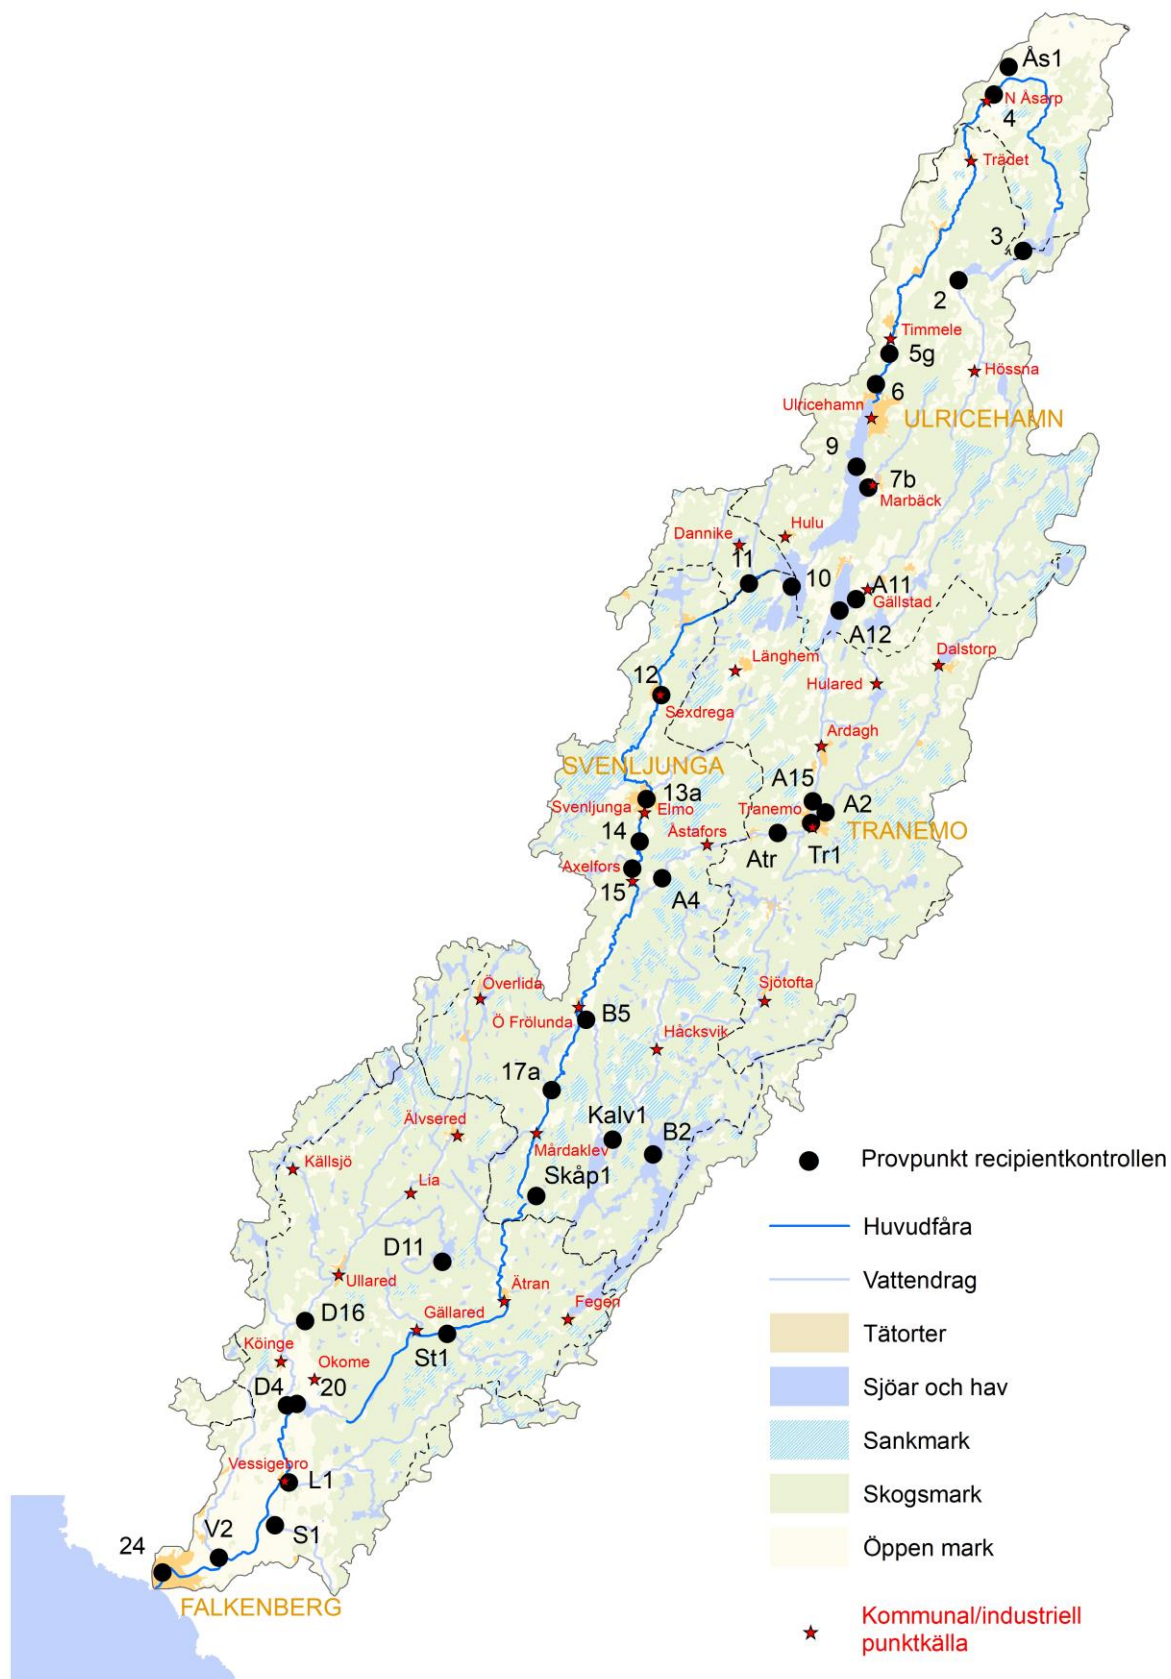 Ås1
N Åsarp
4
Trädet
3
2
Timmele
5g
Hössna
6
Ulricehamn
ULRICEHAMN
9
7b
Marbäck
Hulu
Dannike
11
10
A11
Gällstad
A12
Dalstorp
Länghem
Hulared
12
Sexdrega
Ardagh
SVENLJUNGA
A15
13a
Svenljunga
Elmo
Tranemo
A2
TRANEMO
14
Åstafors
Atr
Tr1
Axelfors
15
A4
Överlida
Sjötofta
Ö Frölunda
B5
Håcksvik
17a
Älvsered
Kalv1
B2
Mårdaklev
Källsjö
Skåp1
Lia
D11
Ullared
Ätran
Fegen
D16
Gällared
St1
Köinge
Okome
D4
20
Vessigebro
L1
S1
V2
24
FALKENBERG
Provpunkt recipientkontrollen
Huvudfåra
Vattendrag
Tätorter
Sjöar och hav
Sankmark
Skogsmark
Öppen mark
Kommunal/industriell
punktkälla